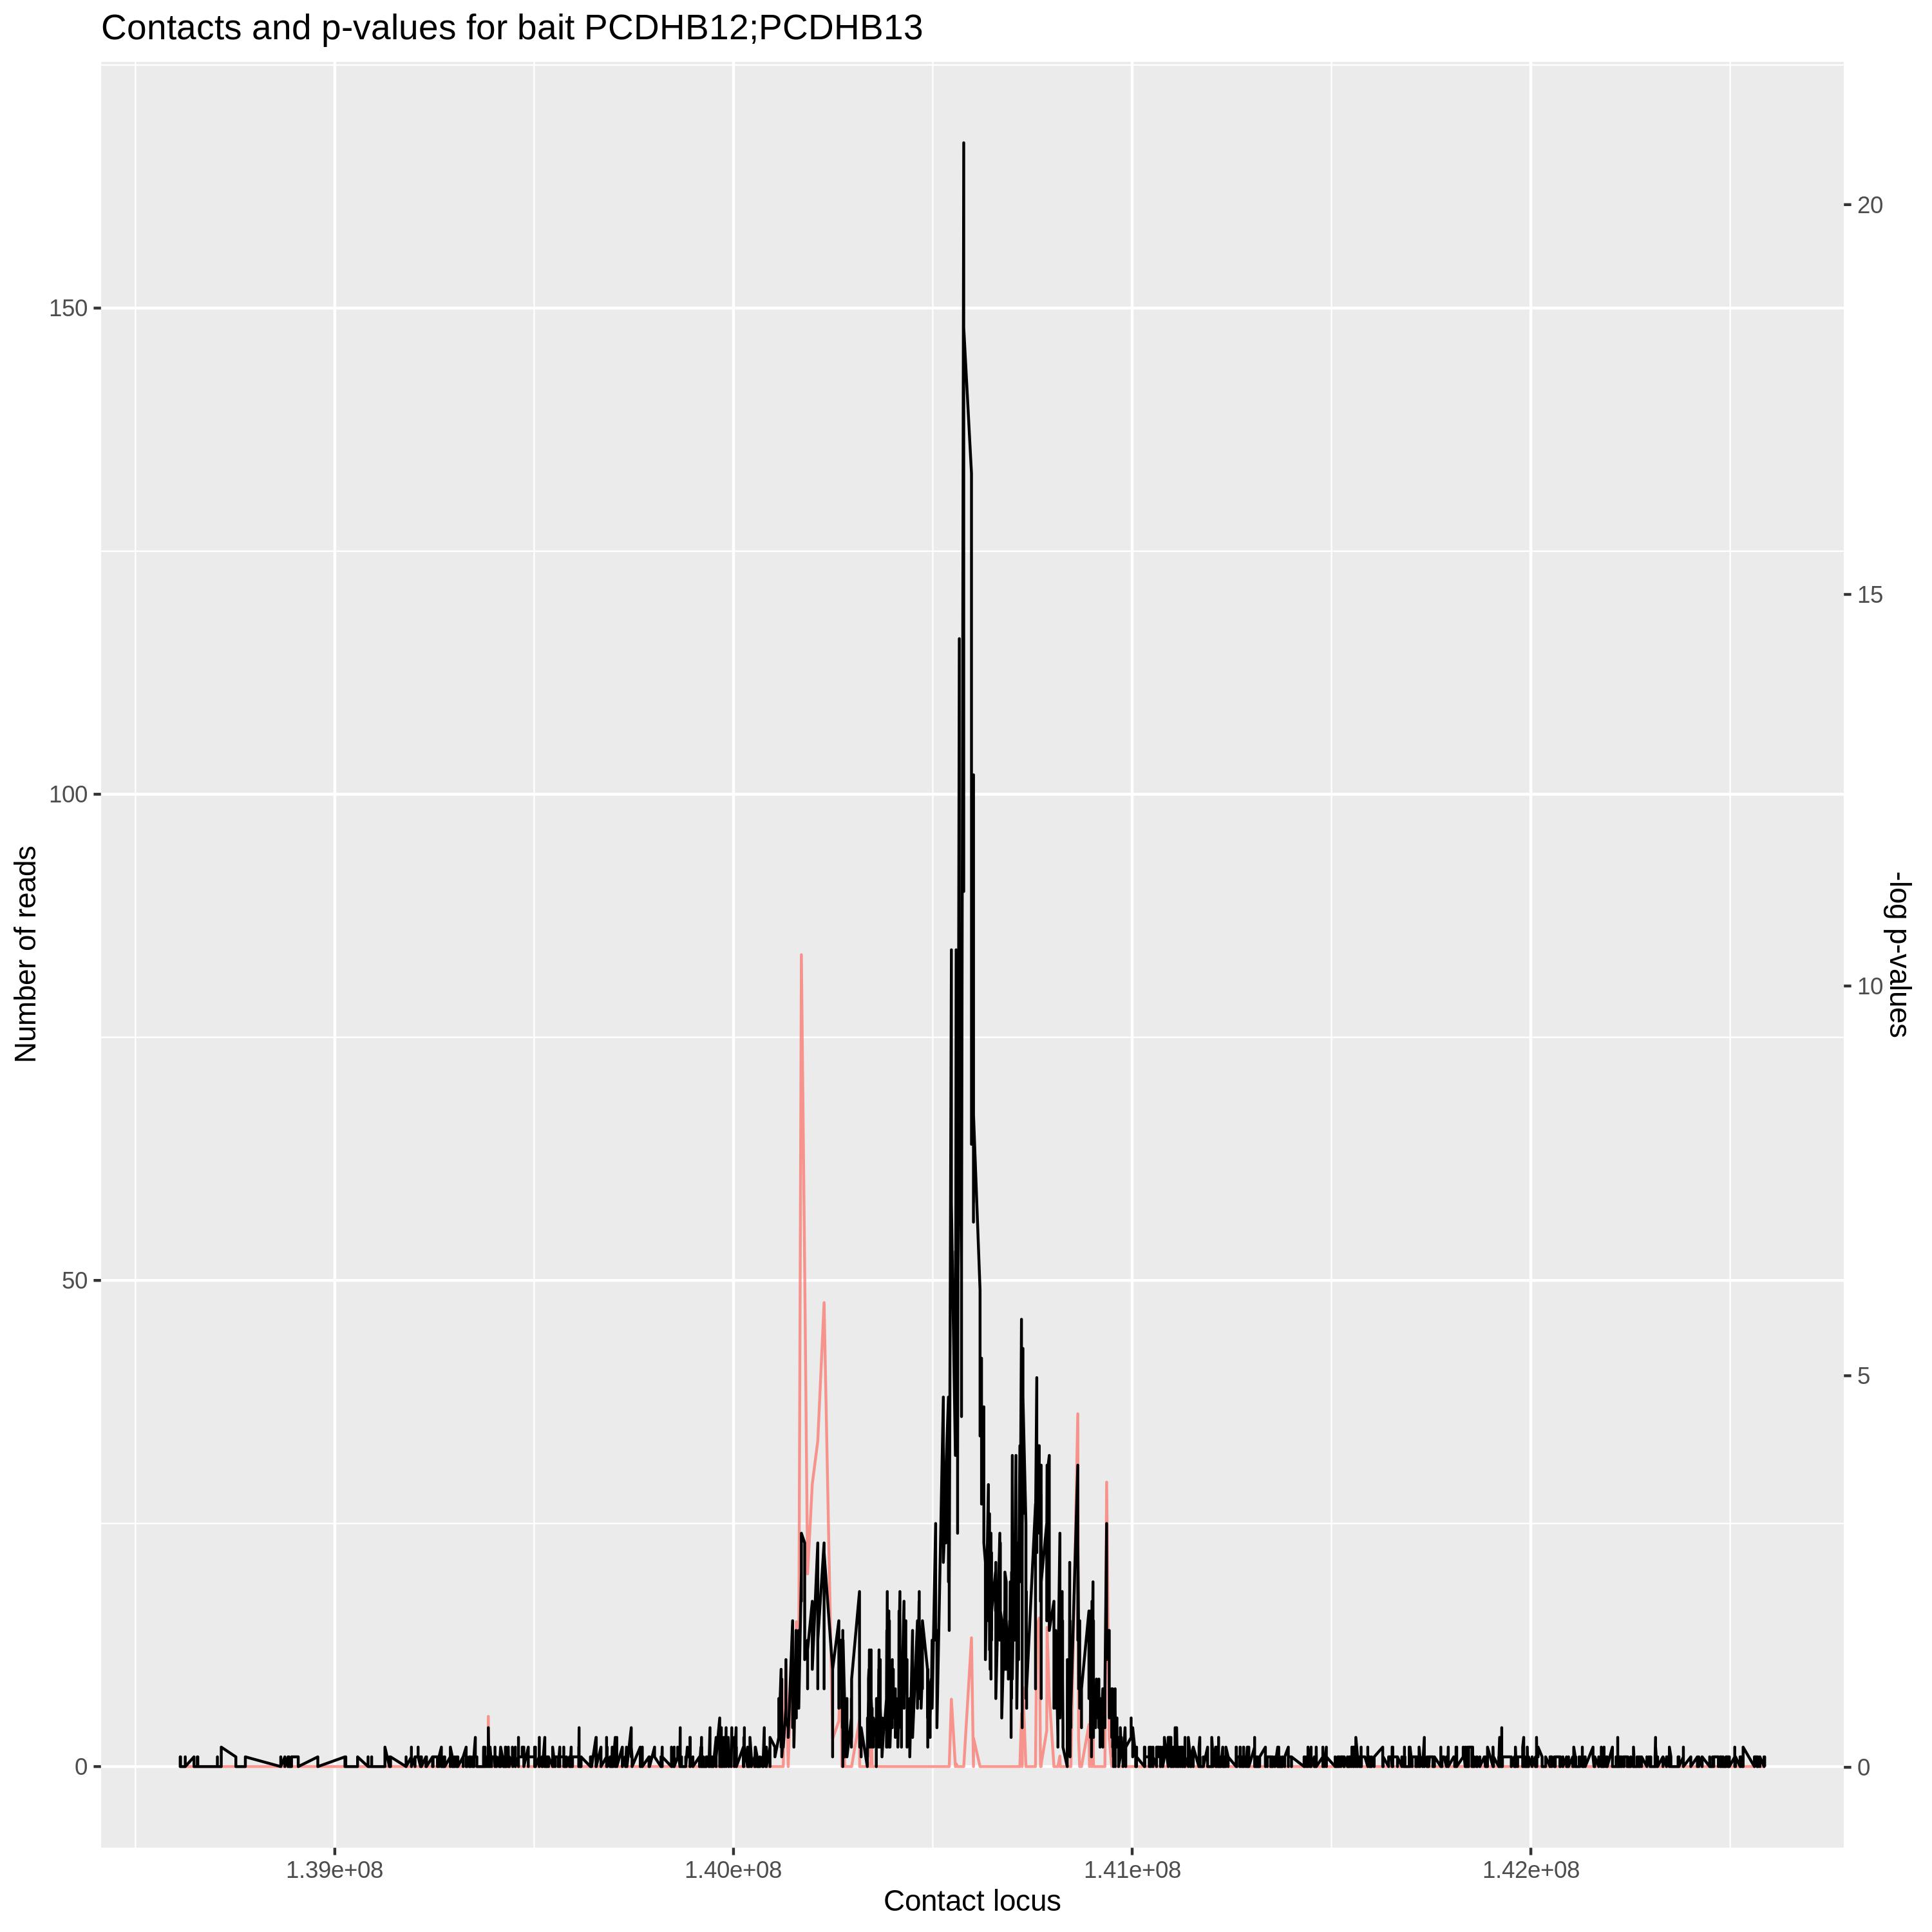 Contacts and p-values for bait PCDHB12;PCDHB13
Number of reads
150
100
50
0
20
15
10
5
0
-log p-values
1.39e+08
1.40e+08
1.41e+08
1.42e+08
Contact locus